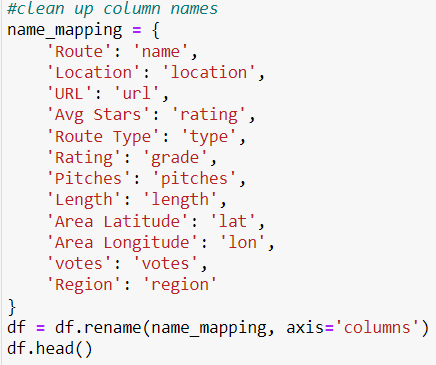 #clean up column names
name_mapping = {
    'Route': 'name',
    'Location': 'location',
    'URL': 'url',
    'Avg Stars': 'rating',
    'Route Type': 'type',
    'Rating': 'grade',
    'Pitches': 'pitches',
    'Length': 'length',
    'Area Latitude': 'lat',
    'Area Longitude': 'lon',
    'votes': 'votes',
    'Region': 'region'
}
df = df.rename(name_mapping, axis='columns')
df.head()